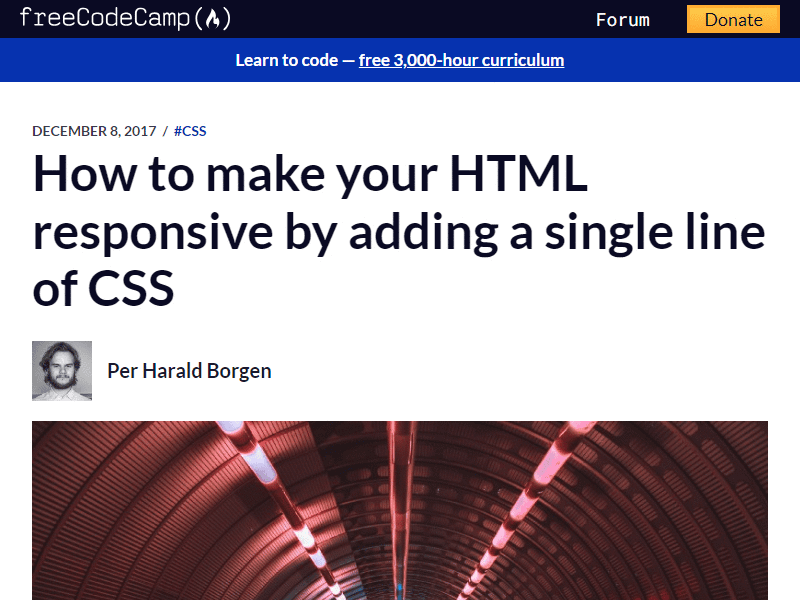 freeCodeCamp(🔥)
Forum
Donate
Learn to code — free 3,000-hour curriculum
DECEMBER 8, 2017 / #CSS
How to make your HTML
responsive by adding a single line
of CSS
Per Harald Borgen